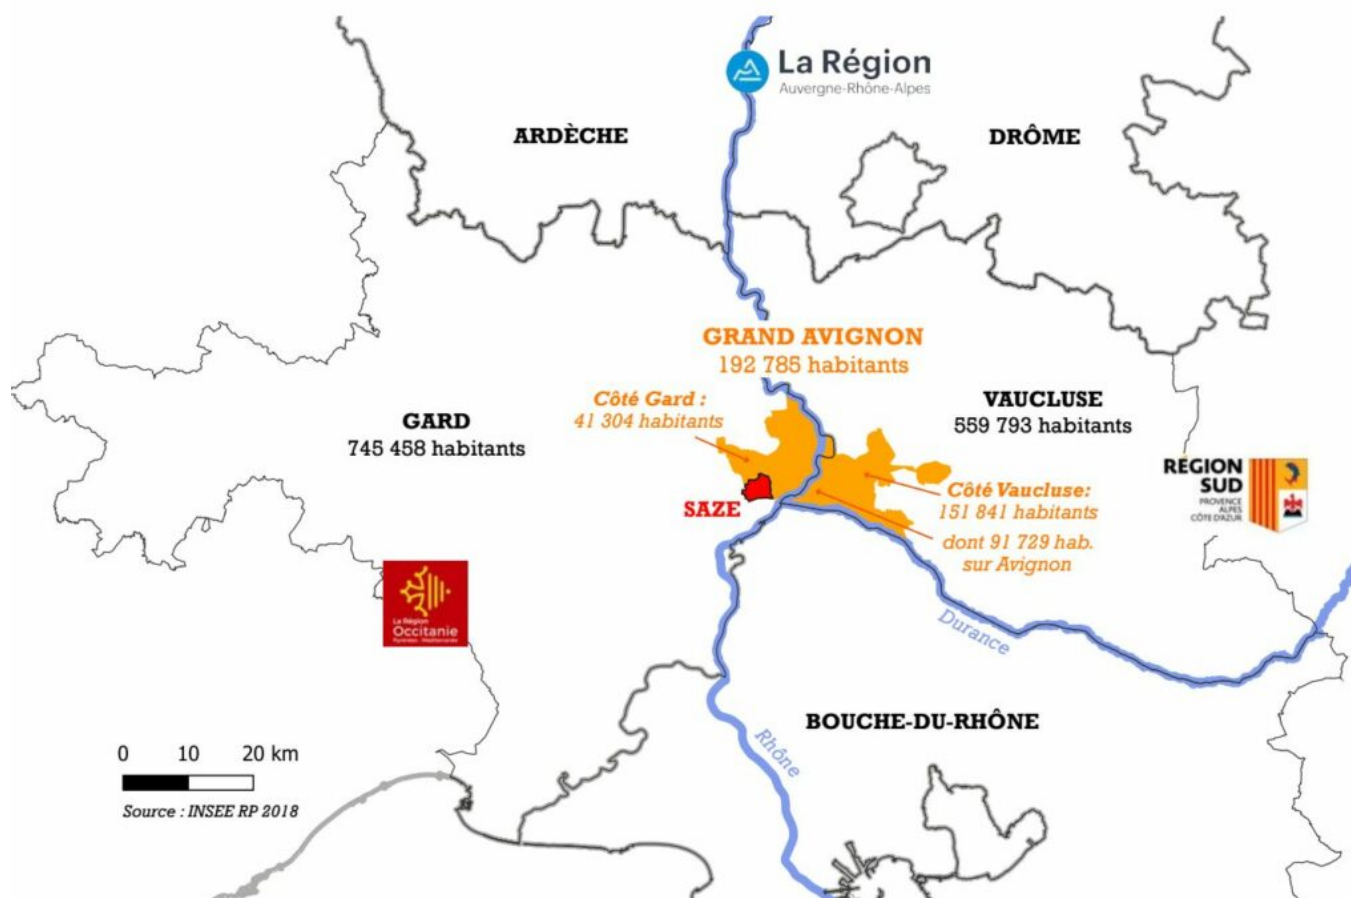 La Région
Auvergne-Rhône-Alpes
ARDÈCHE
DRÔME
GRAND AVIGNON
192 785 habitants
Côté Gard :
41 304 habitants
GARD
745 458 habitants
VAUCLUSE
559 793 habitants
RÉGION
SUD
PROVENCE
ALPES
CÔTE D'AZUR
SAZE
Côté Vaucluse:
151 841 habitants
dont 91 729 hab.
sur Avignon
La Région
Occitanie
Pyrénées - Méditerranée
Durance
BOUCHE-DU-RHÔNE
Rhône
0 10 20 km
Source : INSEE RP 2018